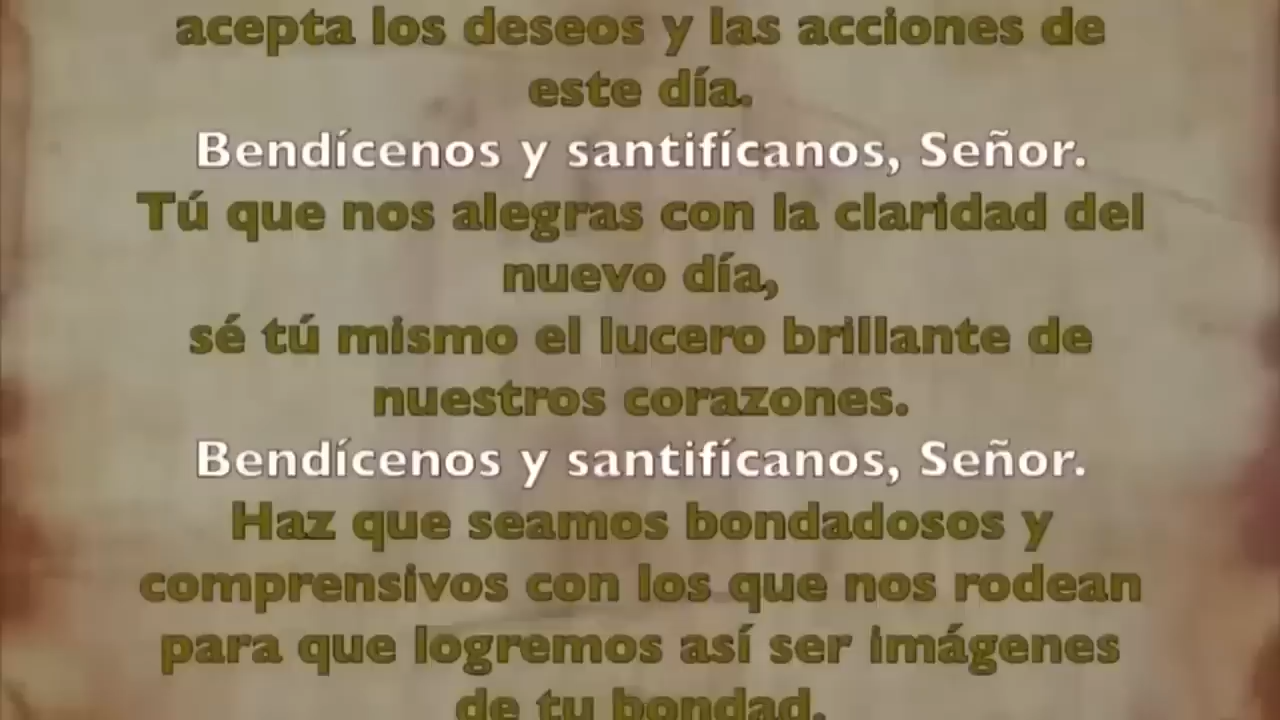 acepta los deseos y las acciones de
este día.
Bendícenos y santifícanos, Señor.
Tú que nos alegras con la claridad del
nuevo día,
sé tú mismo el lucero brillante de
nuestros corazones.
Bendícenos y santifícanos, Señor.
Haz que seamos bondadosos y
comprensivos con los que nos rodean
para que logremos así ser imágenes
de tu bondad.